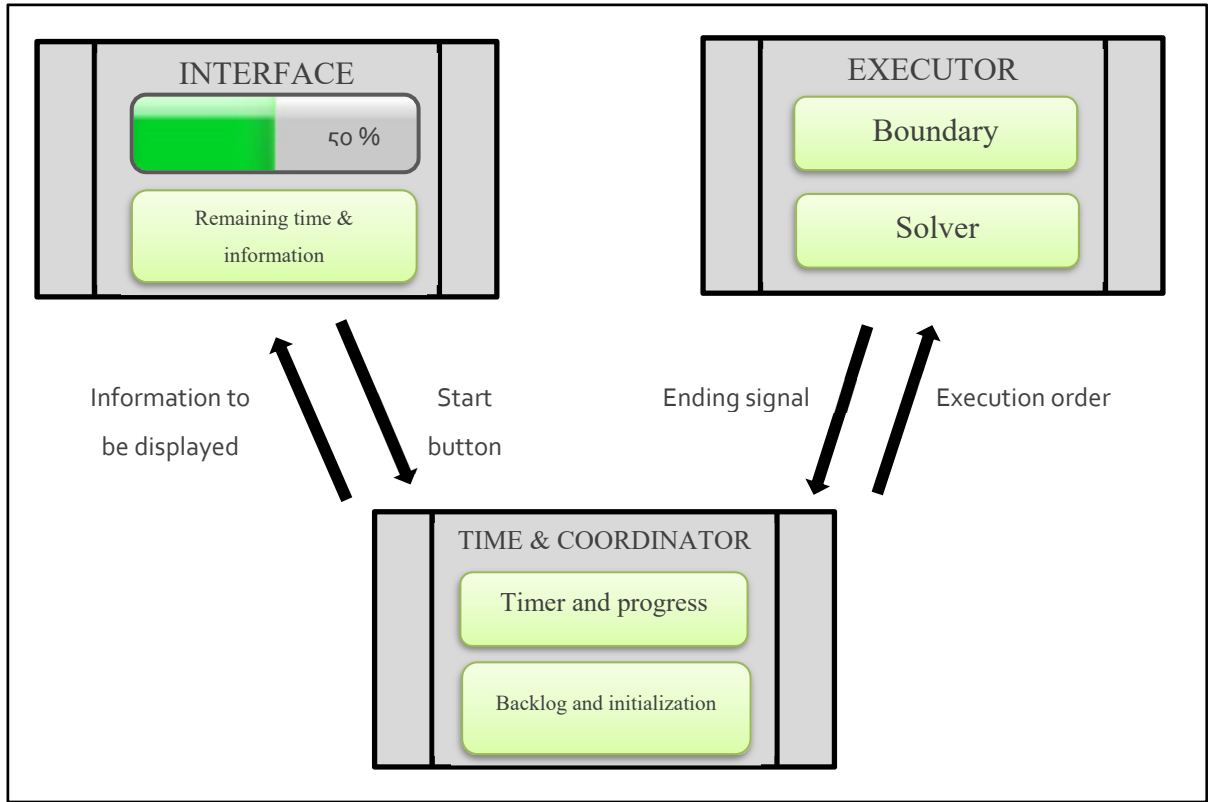 INTERFACE
50 %
Remaining time &
information
EXECUTOR
Boundary
Solver
Information to
be displayed
Start
button
Ending signal
Execution order
TIME & COORDINATOR
Timer and progress
Backlog and initialization